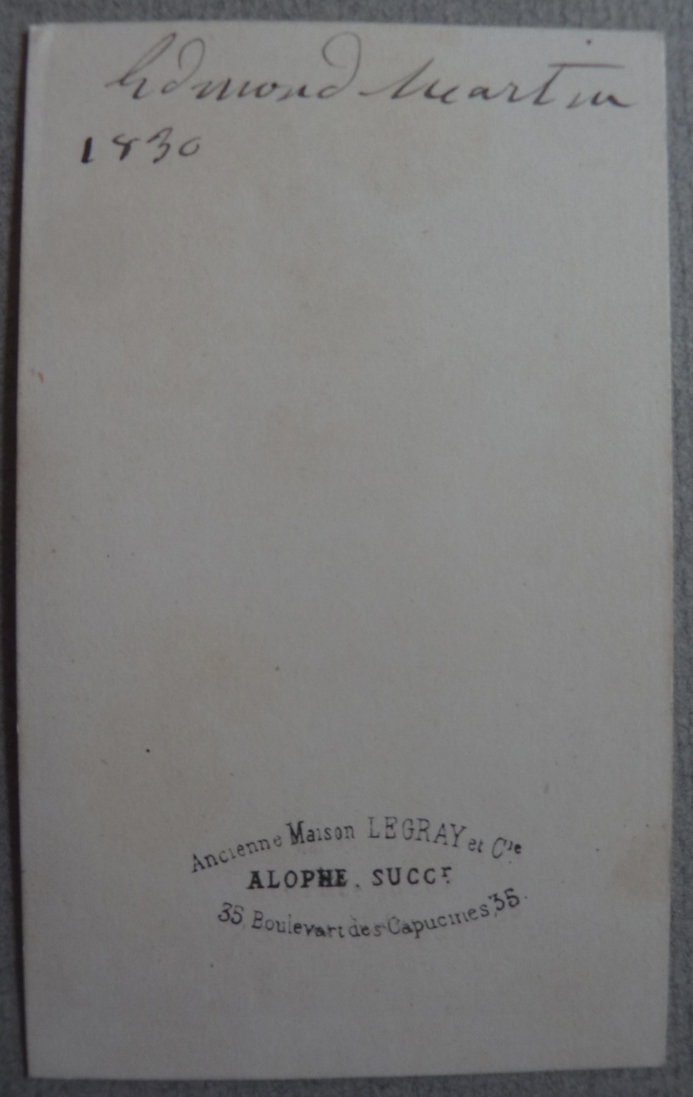 Edmond Martin
1830
Ancienne Maison LEGRAY et Cie
ALOPHE, SUCCR
35, Boulevart des Capucines, 35.